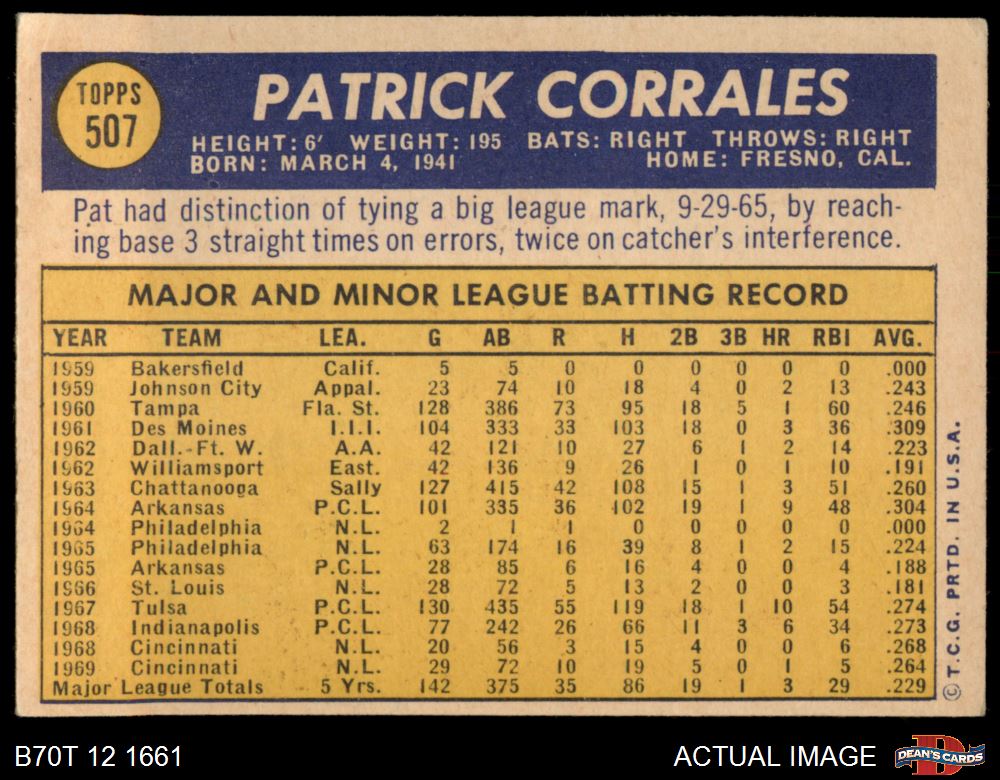 TOPPS
507
PATRICK CORRALES
HEIGHT: 6' WEIGHT: 195 BATS: RIGHT THROWS: RIGHT
BORN: MARCH 4, 1941 HOME: FRESNO, CAL.
Pat had distinction of tying a big league mark, 9-29-65, by reach-
ing base 3 straight times on errors, twice on catcher's interference.
MAJOR AND MINOR LEAGUE BATTING RECORD
YEAR TEAM LEA. G AB R H 2B 3B HR RBI AVG.
1959 Bakersfield Calif. 5 5 0 0 0 0 0 0 .000
1959 Johnson City Appal. 23 74 10 18 4 0 2 13 .243
1960 Tampa Fla. St. 128 386 73 95 18 5 1 60 .246
1961 Des Moines I.I.I. 104 333 33 103 18 0 3 36 .309
1962 Dall.-Ft. W. A.A. 42 121 10 27 6 1 2 14 .223
1962 Williamsport East. 42 136 9 26 1 0 1 10 .191
1963 Chattanooga Sally 127 415 42 108 15 1 3 51 .260
1964 Arkansas P.C.L. 101 335 36 102 19 1 9 48 .304
1964 Philadelphia N.L. 2 1 1 0 0 0 0 0 .000
1965 Philadelphia N.L. 63 174 16 39 8 1 2 15 .224
1965 Arkansas P.C.L. 28 85 6 16 4 0 0 4 .188
1966 St. Louis N.L. 28 72 5 13 2 0 0 3 .181
1967 Tulsa P.C.L. 130 435 55 119 18 1 10 54 .274
1968 Indianapolis P.C.L. 77 242 26 66 11 3 6 34 .273
1968 Cincinnati N.L. 20 56 3 15 4 0 0 6 .268
1969 Cincinnati N.L. 29 72 10 19 5 0 1 5 .264
Major League Totals 5 Yrs. 142 375 35 86 19 1 3 29 .229
© T.C.G. PRTD. IN U.S.A.
B70T 12 1661 ACTUAL IMAGE
DEAN'S CARDS